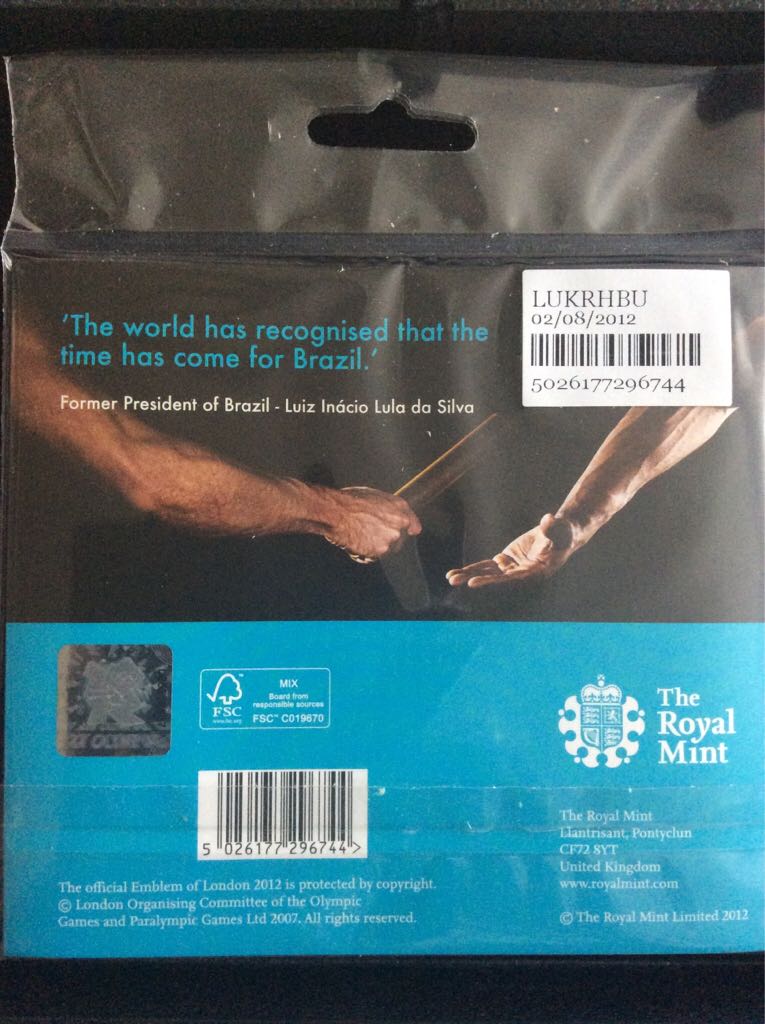 'The world has recognised that the
time has come for Brazil.'
Former President of Brazil - Luiz Inácio Lula da Silva
LUKRHBU
02/08/2012
5026177296744
FSC
www.fsc.org
MIX
Board from
responsible sources
FSC™ C019670
The
Royal
Mint
5 026177 296744 >
The official Emblem of London 2012 is protected by copyright.
© London Organising Committee of the Olympic
Games and Paralympic Games Ltd 2007. All rights reserved.
The Royal Mint
Llantrisant, Pontyclun
CF72 8YT
United Kingdom
www.royalmint.com
© The Royal Mint Limited 2012